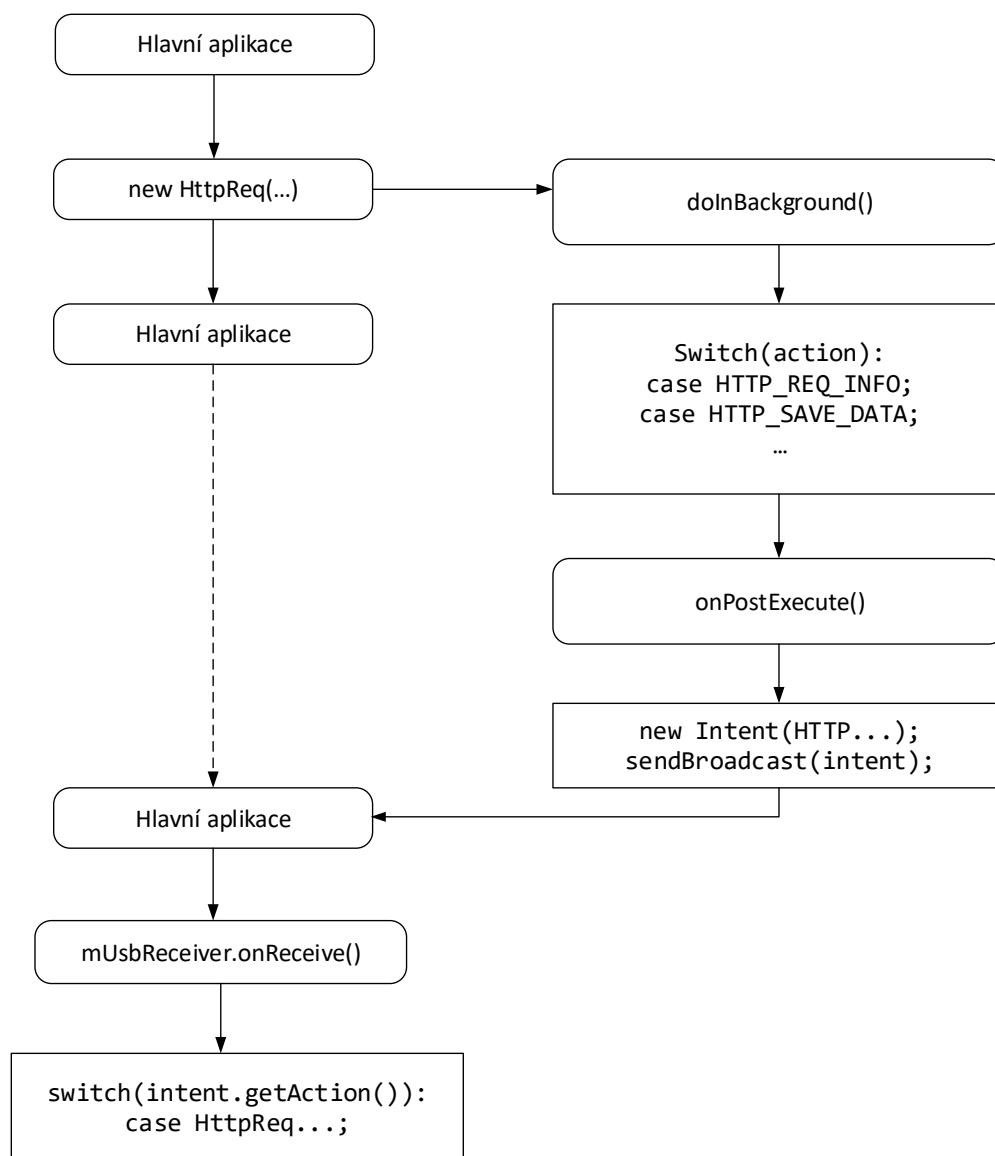 Hlavní aplikace
new HttpReq(…)
doInBackground()
Hlavní aplikace
Switch(action):
case HTTP_REQ_INFO;
case HTTP_SAVE_DATA;
…
onPostExecute()
new Intent(HTTP...);
sendBroadcast(intent);
Hlavní aplikace
mUsbReceiver.onReceive()
switch(intent.getAction()):
case HttpReq...;